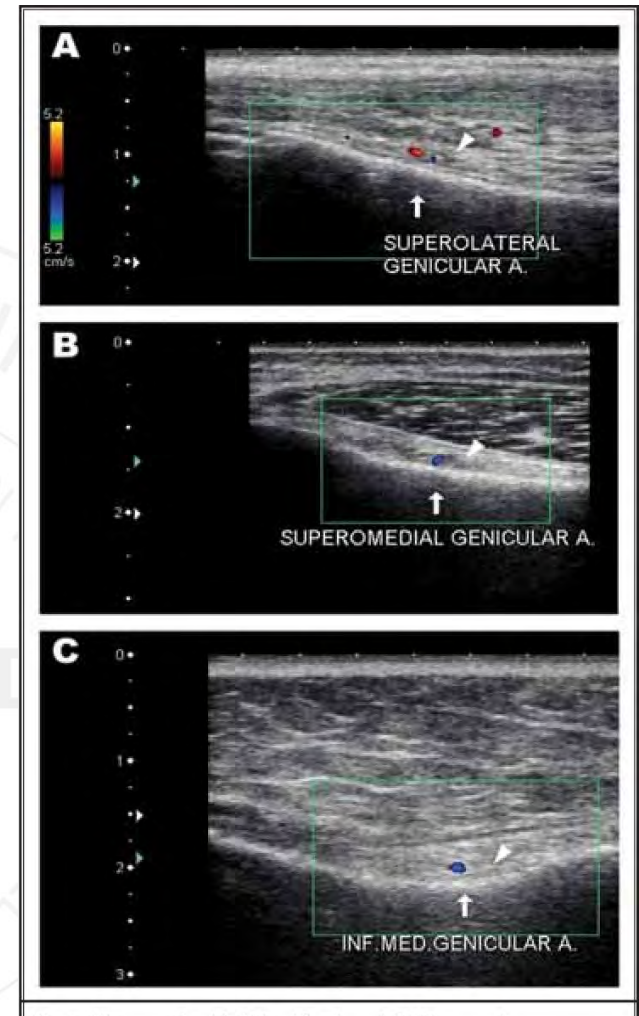 A
0
5.2
1
5.2
cm/s
2
SUPEROLATERAL
GENICULAR A.
B
0
2
SUPEROMEDIAL GENICULAR A.
C
0
1
2
INF.MED.GENICULAR A.
3